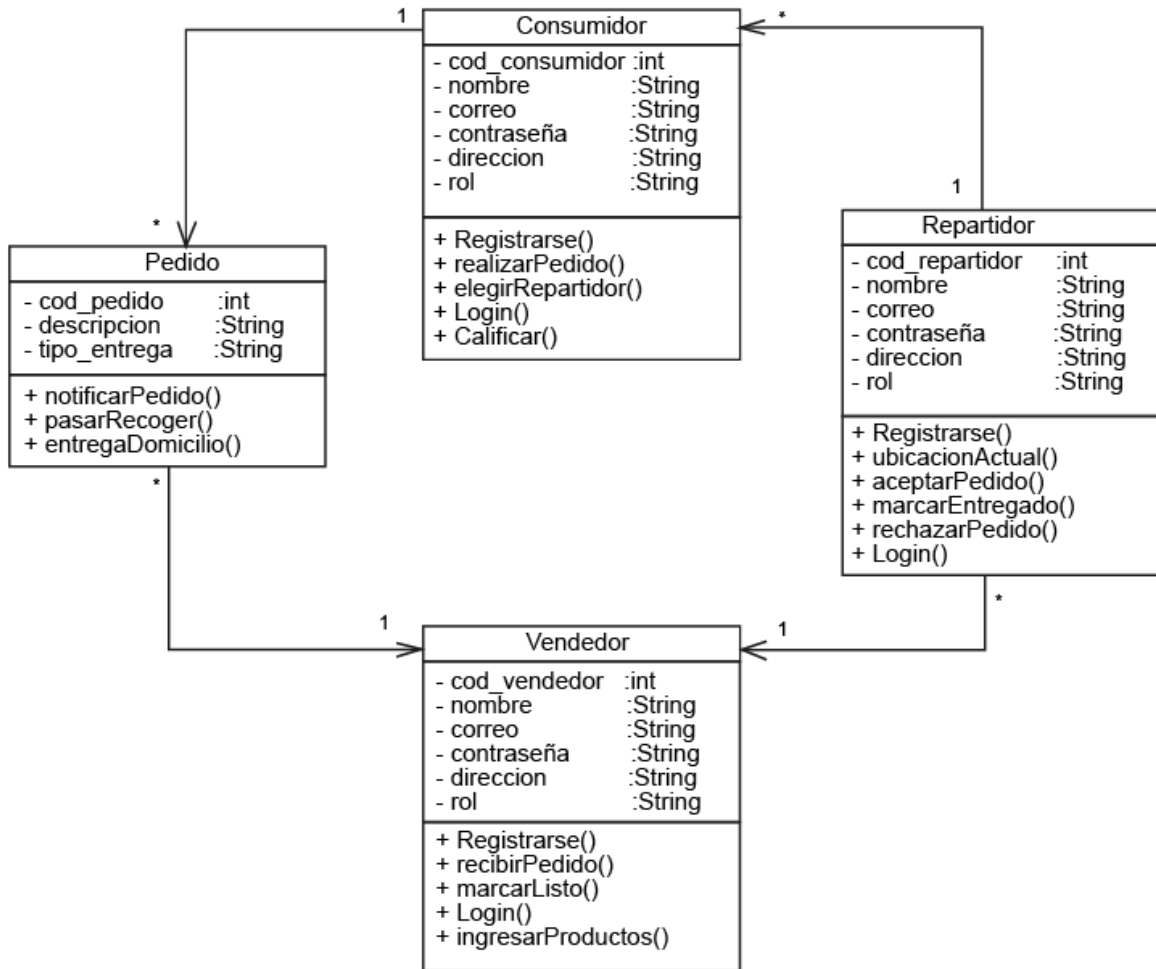 Consumidor
- cod_consumidor :int
- nombre :String
- correo :String
- contraseña :String
- direccion :String
- rol :String
+ Registrarse()
+ realizarPedido()
+ elegirRepartidor()
+ Login()
+ Calificar()
1
*
*
1
Pedido
- cod_pedido :int
- descripcion :String
- tipo_entrega :String
+ notificarPedido()
+ pasarRecoger()
+ entregaDomicilio()
Repartidor
- cod_repartidor :int
- nombre :String
- correo :String
- contraseña :String
- direccion :String
- rol :String
+ Registrarse()
+ ubicacionActual()
+ aceptarPedido()
+ marcarEntregado()
+ rechazarPedido()
+ Login()
*
1
*
1
Vendedor
- cod_vendedor :int
- nombre :String
- correo :String
- contraseña :String
- direccion :String
- rol :String
+ Registrarse()
+ recibirPedido()
+ marcarListo()
+ Login()
+ ingresarProductos()